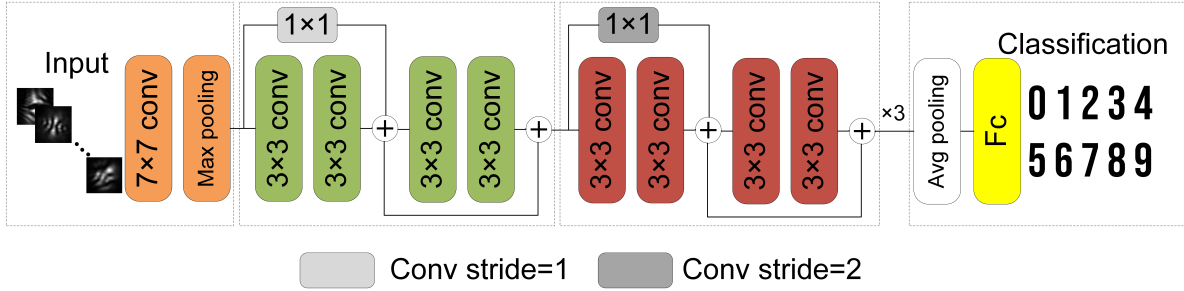 Input
7×7 conv
Max pooling
1×1
3×3 conv
3×3 conv
+
3×3 conv
3×3 conv
+
1×1
3×3 conv
3×3 conv
+
3×3 conv
3×3 conv
+
×3
Avg pooling
Fc
Classification
0 1 2 3 4
5 6 7 8 9
Conv stride=1
Conv stride=2